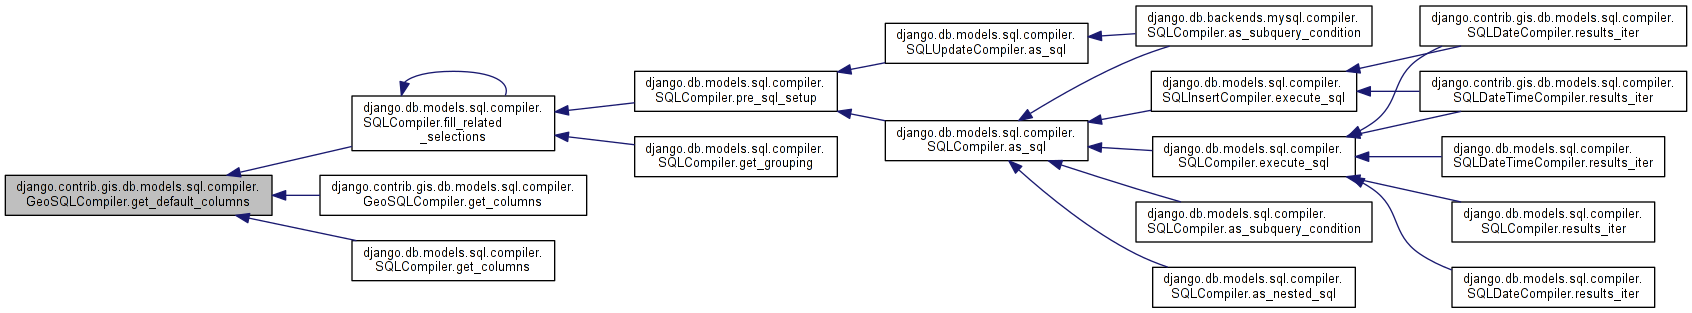 django.contrib.gis.db.models.sql.compiler.
GeoSQLCompiler.get_default_columns
django.db.models.sql.compiler.
SQLCompiler.fill_related
_selections
django.contrib.gis.db.models.sql.compiler.
GeoSQLCompiler.get_columns
django.db.models.sql.compiler.
SQLCompiler.get_columns
django.db.models.sql.compiler.
SQLCompiler.pre_sql_setup
django.db.models.sql.compiler.
SQLCompiler.get_grouping
django.db.models.sql.compiler.
SQLUpdateCompiler.as_sql
django.db.models.sql.compiler.
SQLCompiler.as_sql
django.db.backends.mysql.compiler.
SQLCompiler.as_subquery_condition
django.db.models.sql.compiler.
SQLInsertCompiler.execute_sql
django.db.models.sql.compiler.
SQLCompiler.execute_sql
django.db.models.sql.compiler.
SQLCompiler.as_subquery_condition
django.db.models.sql.compiler.
SQLCompiler.as_nested_sql
django.contrib.gis.db.models.sql.compiler.
SQLDateCompiler.results_iter
django.contrib.gis.db.models.sql.compiler.
SQLDateTimeCompiler.results_iter
django.db.models.sql.compiler.
SQLDateTimeCompiler.results_iter
django.db.models.sql.compiler.
SQLCompiler.results_iter
django.db.models.sql.compiler.
SQLDateCompiler.results_iter